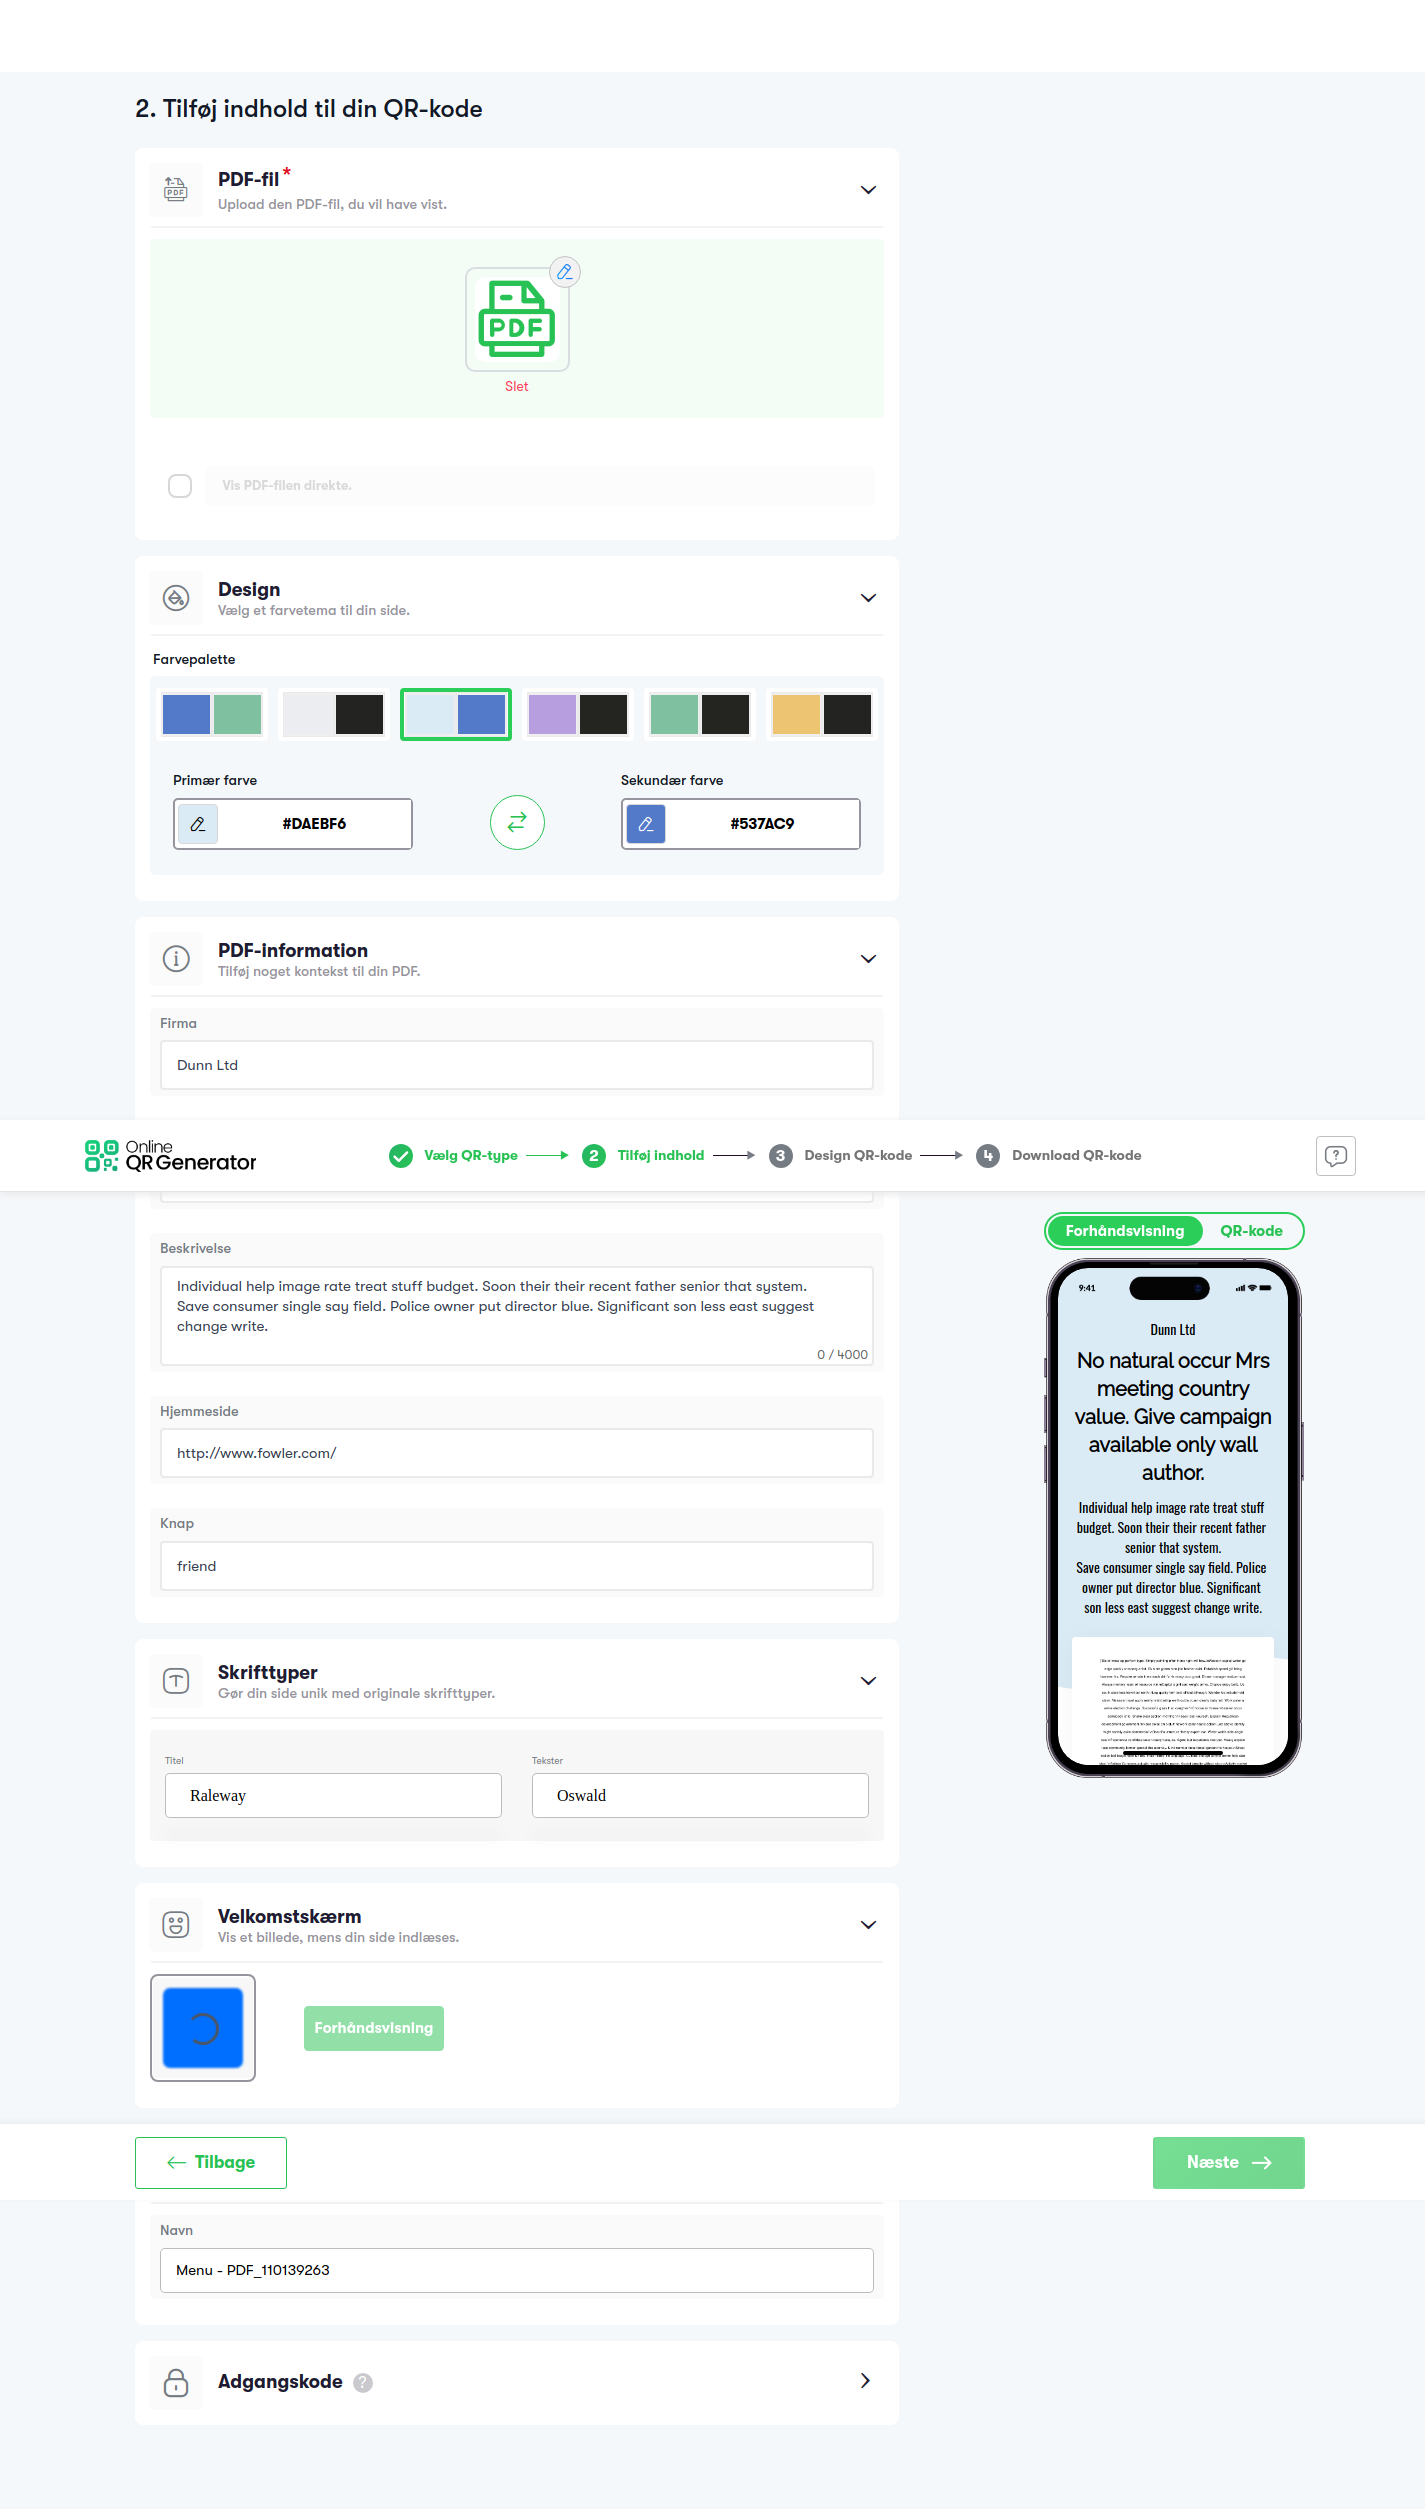 2. Tilføj indhold til din QR-kode
PDF-fil *
Upload den PDF-fil, du vil have vist.
PDF
PDF
Slet
Vis PDF-filen direkte.
Design
Vælg et farvetema til din side.
Farvepalette
Primær farve
Sekundær farve
#DAEBF6
#537AC9
PDF-information
Tilføj noget kontekst til din PDF.
Firma
Dunn Ltd
Online
QR Generator
Vælg QR-type
2 Tilføj indhold
3 Design QR-kode
4 Download QR-kode
Beskrivelse
Individual help image rate treat stuff budget. Soon their their recent father senior that system.
Save consumer single say field. Police owner put director blue. Significant son less east suggest
change write.
0 / 4000
Hjemmeside
http://www.fowler.com/
Knap
friend
Forhåndsvisning
QR-kode
9:41
Dunn Ltd
No natural occur Mrs
meeting country
value. Give campaign
available only wall
author.
Individual help image rate treat stuff
budget. Soon their their recent father
senior that system.
Save consumer single say field. Police
owner put director blue. Significant
son less east suggest change write.
Skrifttyper
Gør din side unik med originale skrifttyper.
Titel
Tekster
Raleway
Oswald
Velkomstskærm
Vis et billede, mens din side indlæses.
Forhåndsvisning
Tilbage
Næste
Navn
Menu - PDF_110139263
Adgangskode ?